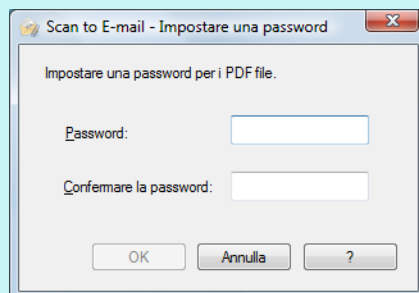 Scan to E-mail - Impostare una password
Impostare una password per i PDF file.
Password:
Confermare la password:
OK Annulla ?